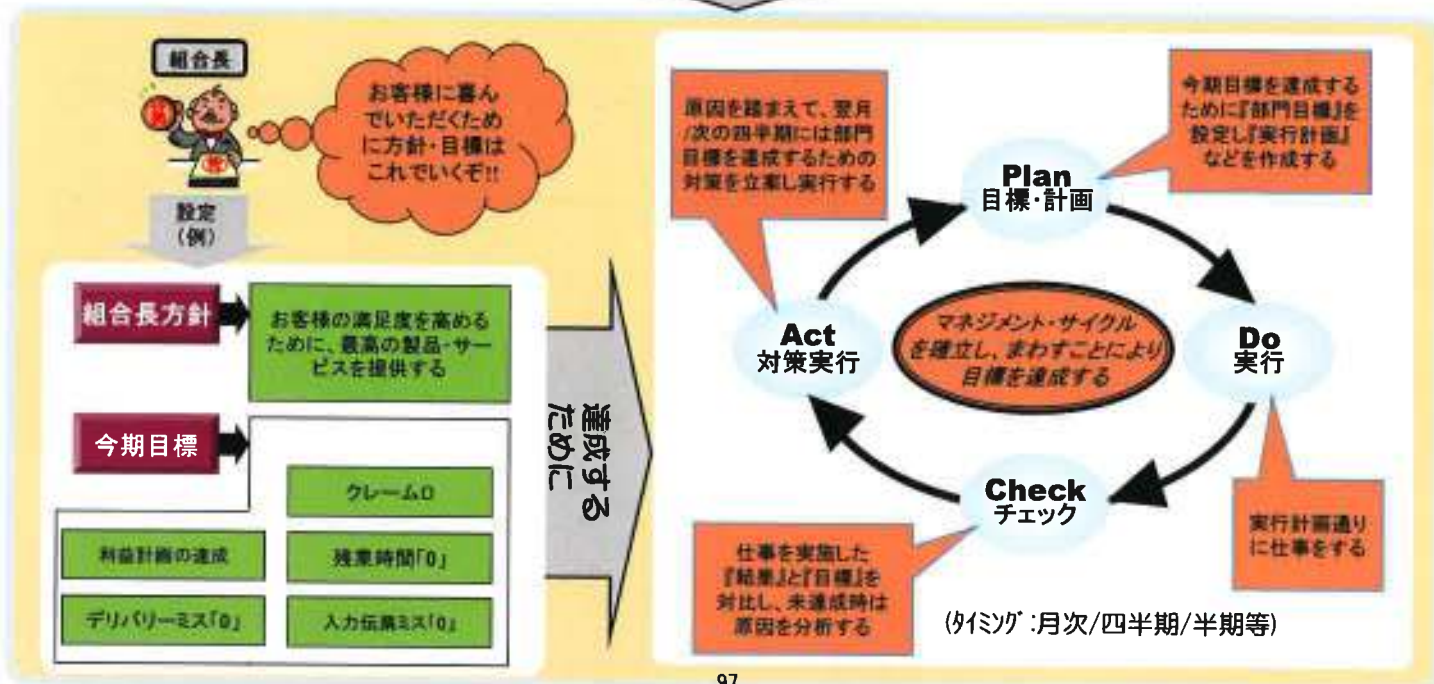 組合長
お客様に喜ん
でいただくため
に方針・目標は
これでいくぞ!!
設定
(例)
組合長方針
お客様の満足度を高める
ために、最高の製品・サー
ビスを提供する
今期目標
クレーム0
利益計画の達成
残業時間「0」
デリバリーミス「0」
入力伝票ミス「0」
達成する
ために
原因を踏まえて、翌月
/次の四半期には部門
目標を達成するための
対策を立案し実行する
今期目標を達成する
ために『部門目標』を
設定し『実行計画』
などを作成する
Plan
目標・計画
Act
対策実行
マネジメント・サイクル
を確立し、まわすことにより
目標を達成する
Do
実行
Check
チェック
仕事を実施した
『結果』と『目標』を
対比し、未達成時は
原因を分析する
実行計画通り
に仕事をする
(タイミング:月次/四半期/半期等)
97